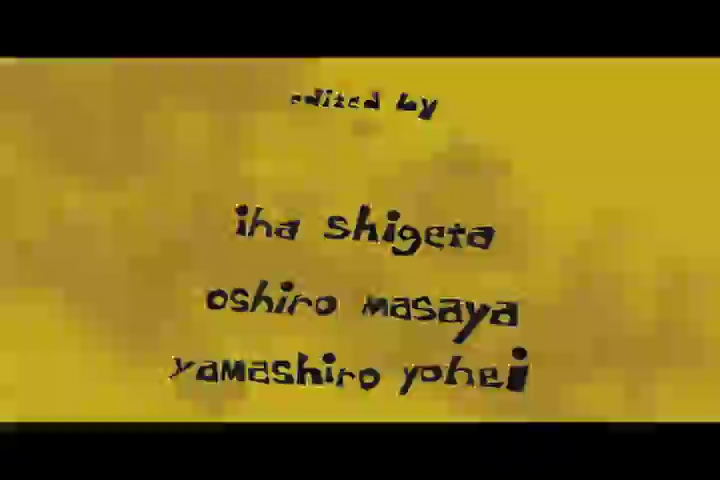 edited by
iha shigeta
oshiro masaya
yamashiro yohei